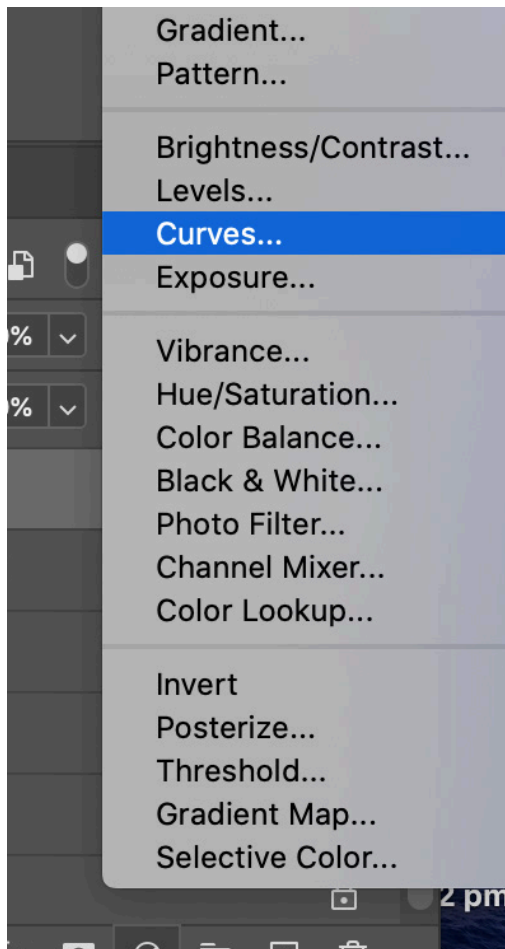 Gradient...
Pattern...
Brightness/Contrast...
Levels...
Curves...
Exposure...
%
Vibrance...
Hue/Saturation...
%
Color Balance...
Black & White...
Photo Filter...
Channel Mixer...
Color Lookup...
Invert
Posterize...
Threshold...
Gradient Map...
Selective Color...
2 pm